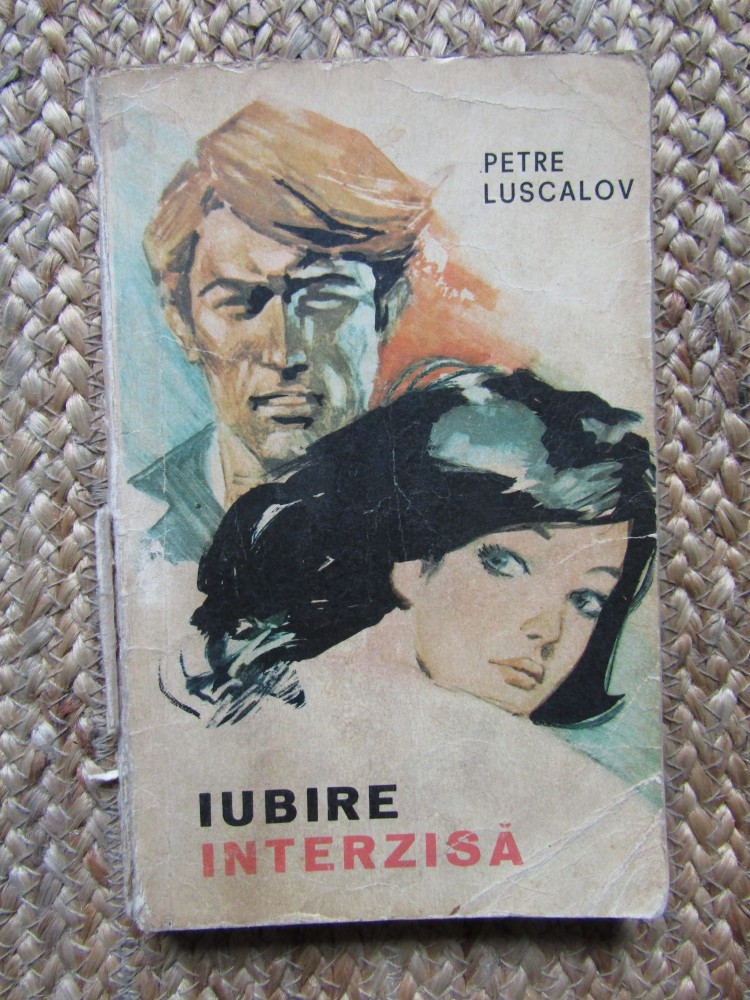 PETRE
LUSCALOV
IUBIRE
INTERZISĂ